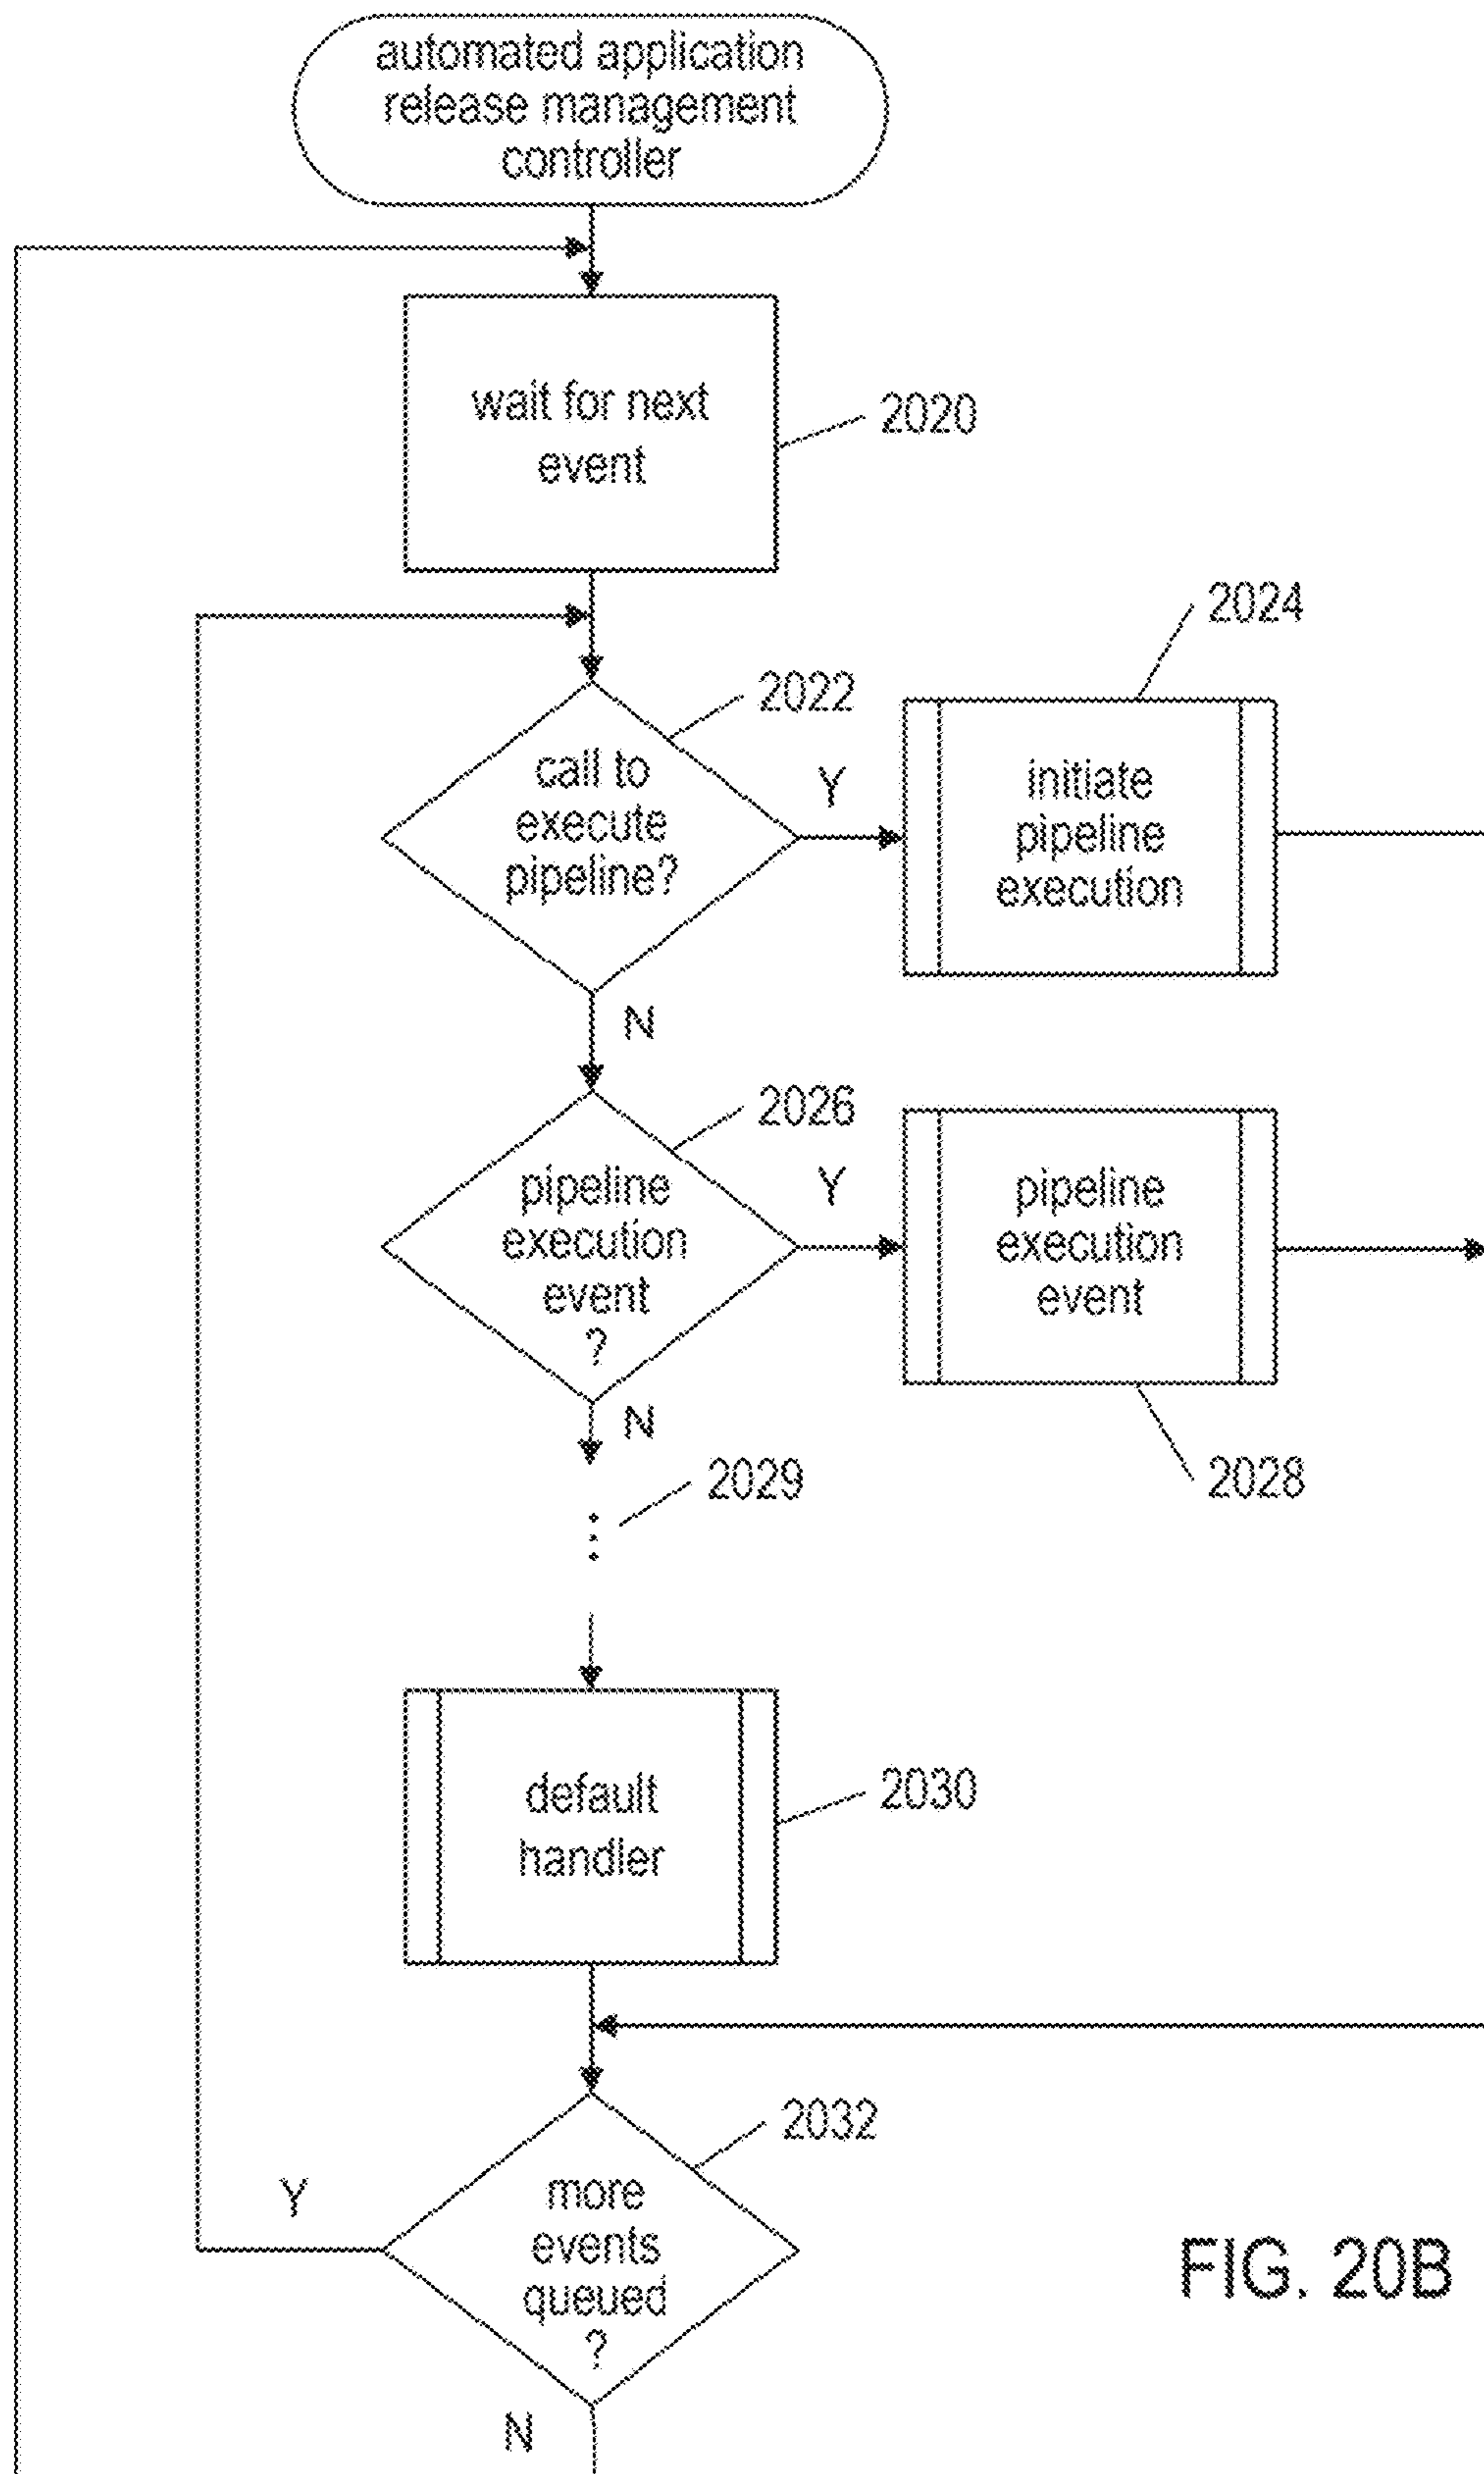 automated application
release management
controller
wait for next
event
2020
2024
2022
call to
execute
pipeline?
Y
initiate
pipeline
execution
N
2026
pipeline
execution
event
?
Y
pipeline
execution
event
N
2029
2028
default
handler
2030
2032
more
events
queued
?
Y
N
FIG. 20B